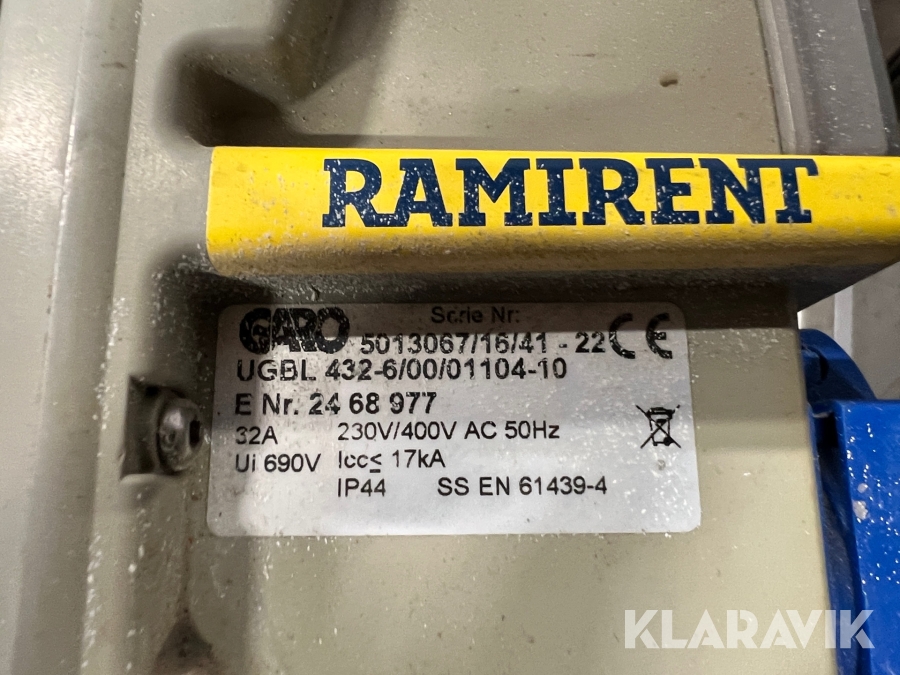 RAMIRENT
GARO Serie Nr:
5013067/16/41 - 22 CE
UGBL 432-6/00/01104-10
E Nr. 24 68 977
32A 230V/400V AC 50Hz
Ui 690V Icc≤ 17kA
IP44 SS EN 61439-4
KLARAVIK